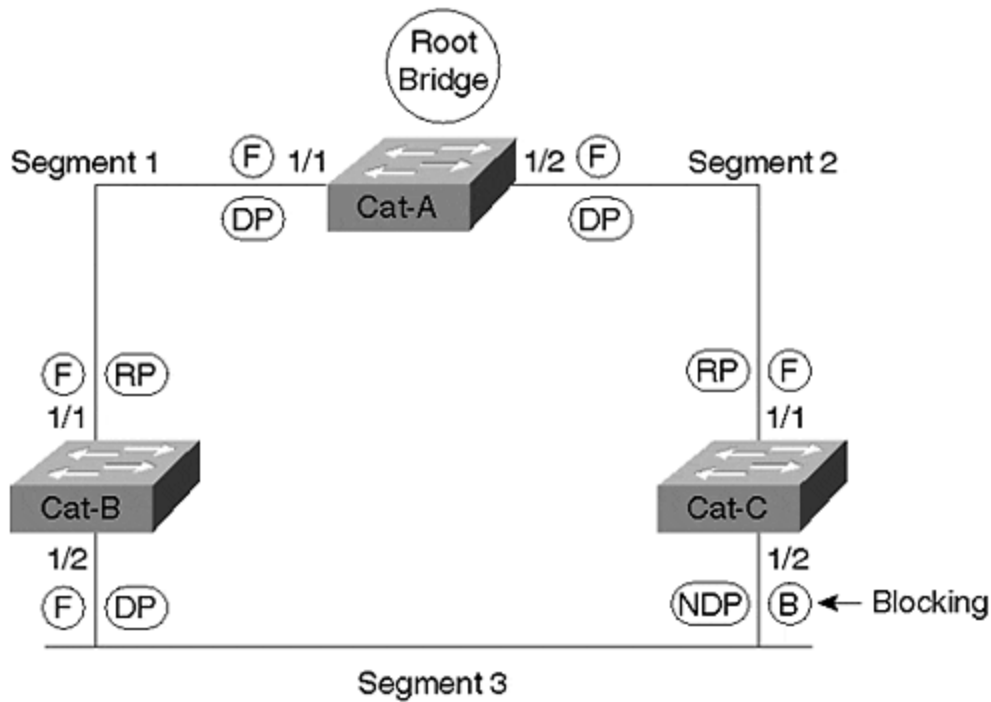 Root
Bridge
Segment 1
F
1/1
1/2
F
Segment 2
DP
Cat-A
DP
F
RP
RP
F
1/1
1/1
Cat-B
Cat-C
1/2
1/2
F
DP
NDP
B
Blocking
Segment 3